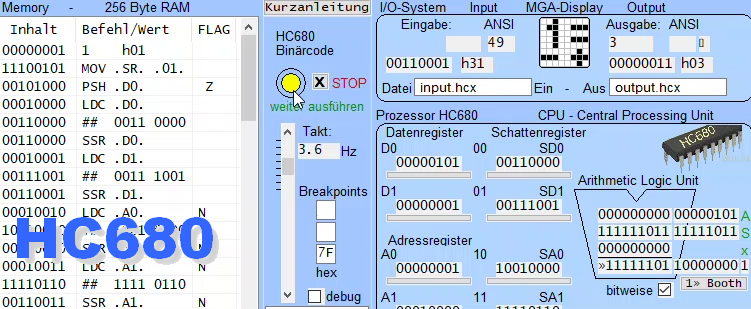 Memory - 256 Byte RAM
Inhalt Befehl/Wert FLAG
00000001 1 h01
11100101 MOV .SR. .01.
00101000 PSH .D0. Z
00010000 LDC .D0.
00110000 ## 0011 0000
00110000 SSR .D0.
00010001 LDC .D1.
00111001 ## 0011 1001
00110001 SSR .D1.
00010010 LDC .A0. N
HC680
LDC .A1. N
11110110 ## 1111 0110
00110011 SSR .A1. N
Kurzanleitung
HC680
Binärcode
X STOP
weiter ausführen
Takt:
3.6 Hz
Breakpoints
7F
hex
debug
I/O-System Input MGA-Display Output
Eingabe: ANSI Ausgabe: ANSI
49 3
00110001 h31 00000011 h03
Datei input.hcx Ein - Aus output.hcx
Prozessor HC680 CPU - Central Processing Unit
Datenregister Schattenregister
HC680
D0 00000101 00 00110000 SD0
D1 00000001 01 00111001 SD1
Adressregister
A0 00000001 10 10010000 SA0
A1 11 SA1
Arithmetic Logic Unit
000000000 00000101 A
111111011 11111011 S
000000000 x
»11111101 10000000 1
bitweise 1» Booth